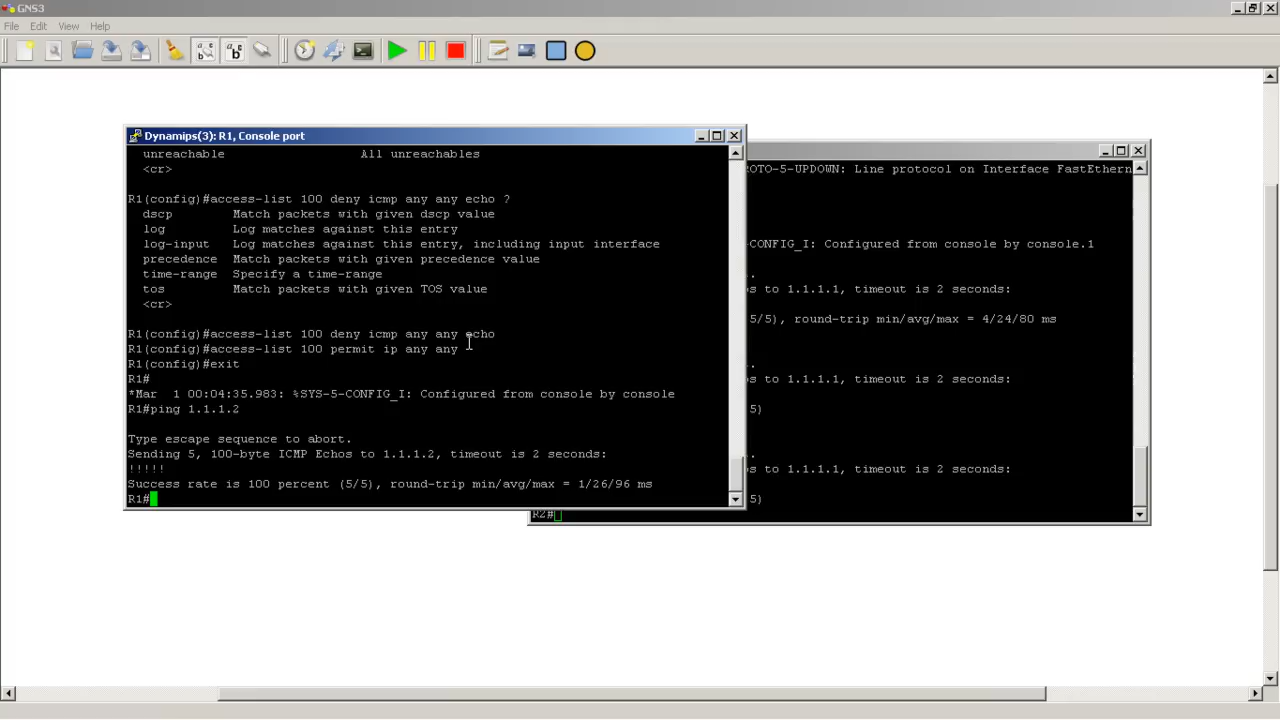 GNS3
File Edit View Help
Dynamips(3): R1, Console port
unreachable All unreachables
<cr>
R1(config)#access-list 100 deny icmp any any echo ?
dscp Match packets with given dscp value
log Log matches against this entry
log-input Log matches against this entry, including input interface
precedence Match packets with given precedence value
time-range Specify a time-range
tos Match packets with given TOS value
<cr>
R1(config)#access-list 100 deny icmp any any echo
R1(config)#access-list 100 permit ip any any
R1(config)#exit
R1#
*Mar 1 00:04:35.983: %SYS-5-CONFIG_I: Configured from console by console
R1#ping 1.1.1.2
Type escape sequence to abort.
Sending 5, 100-byte ICMP Echos to 1.1.1.2, timeout is 2 seconds:
!!!!!
Success rate is 100 percent (5/5), round-trip min/avg/max = 1/26/96 ms
R1#
OTO-5-UPDOWN: Line protocol on Interface FastEthern
CONFIG_I: Configured from console by console.1
.
s to 1.1.1.1, timeout is 2 seconds:
5/5), round-trip min/avg/max = 4/24/80 ms
.
s to 1.1.1.1, timeout is 2 seconds:
5)
.
s to 1.1.1.1, timeout is 2 seconds:
5)
R2#